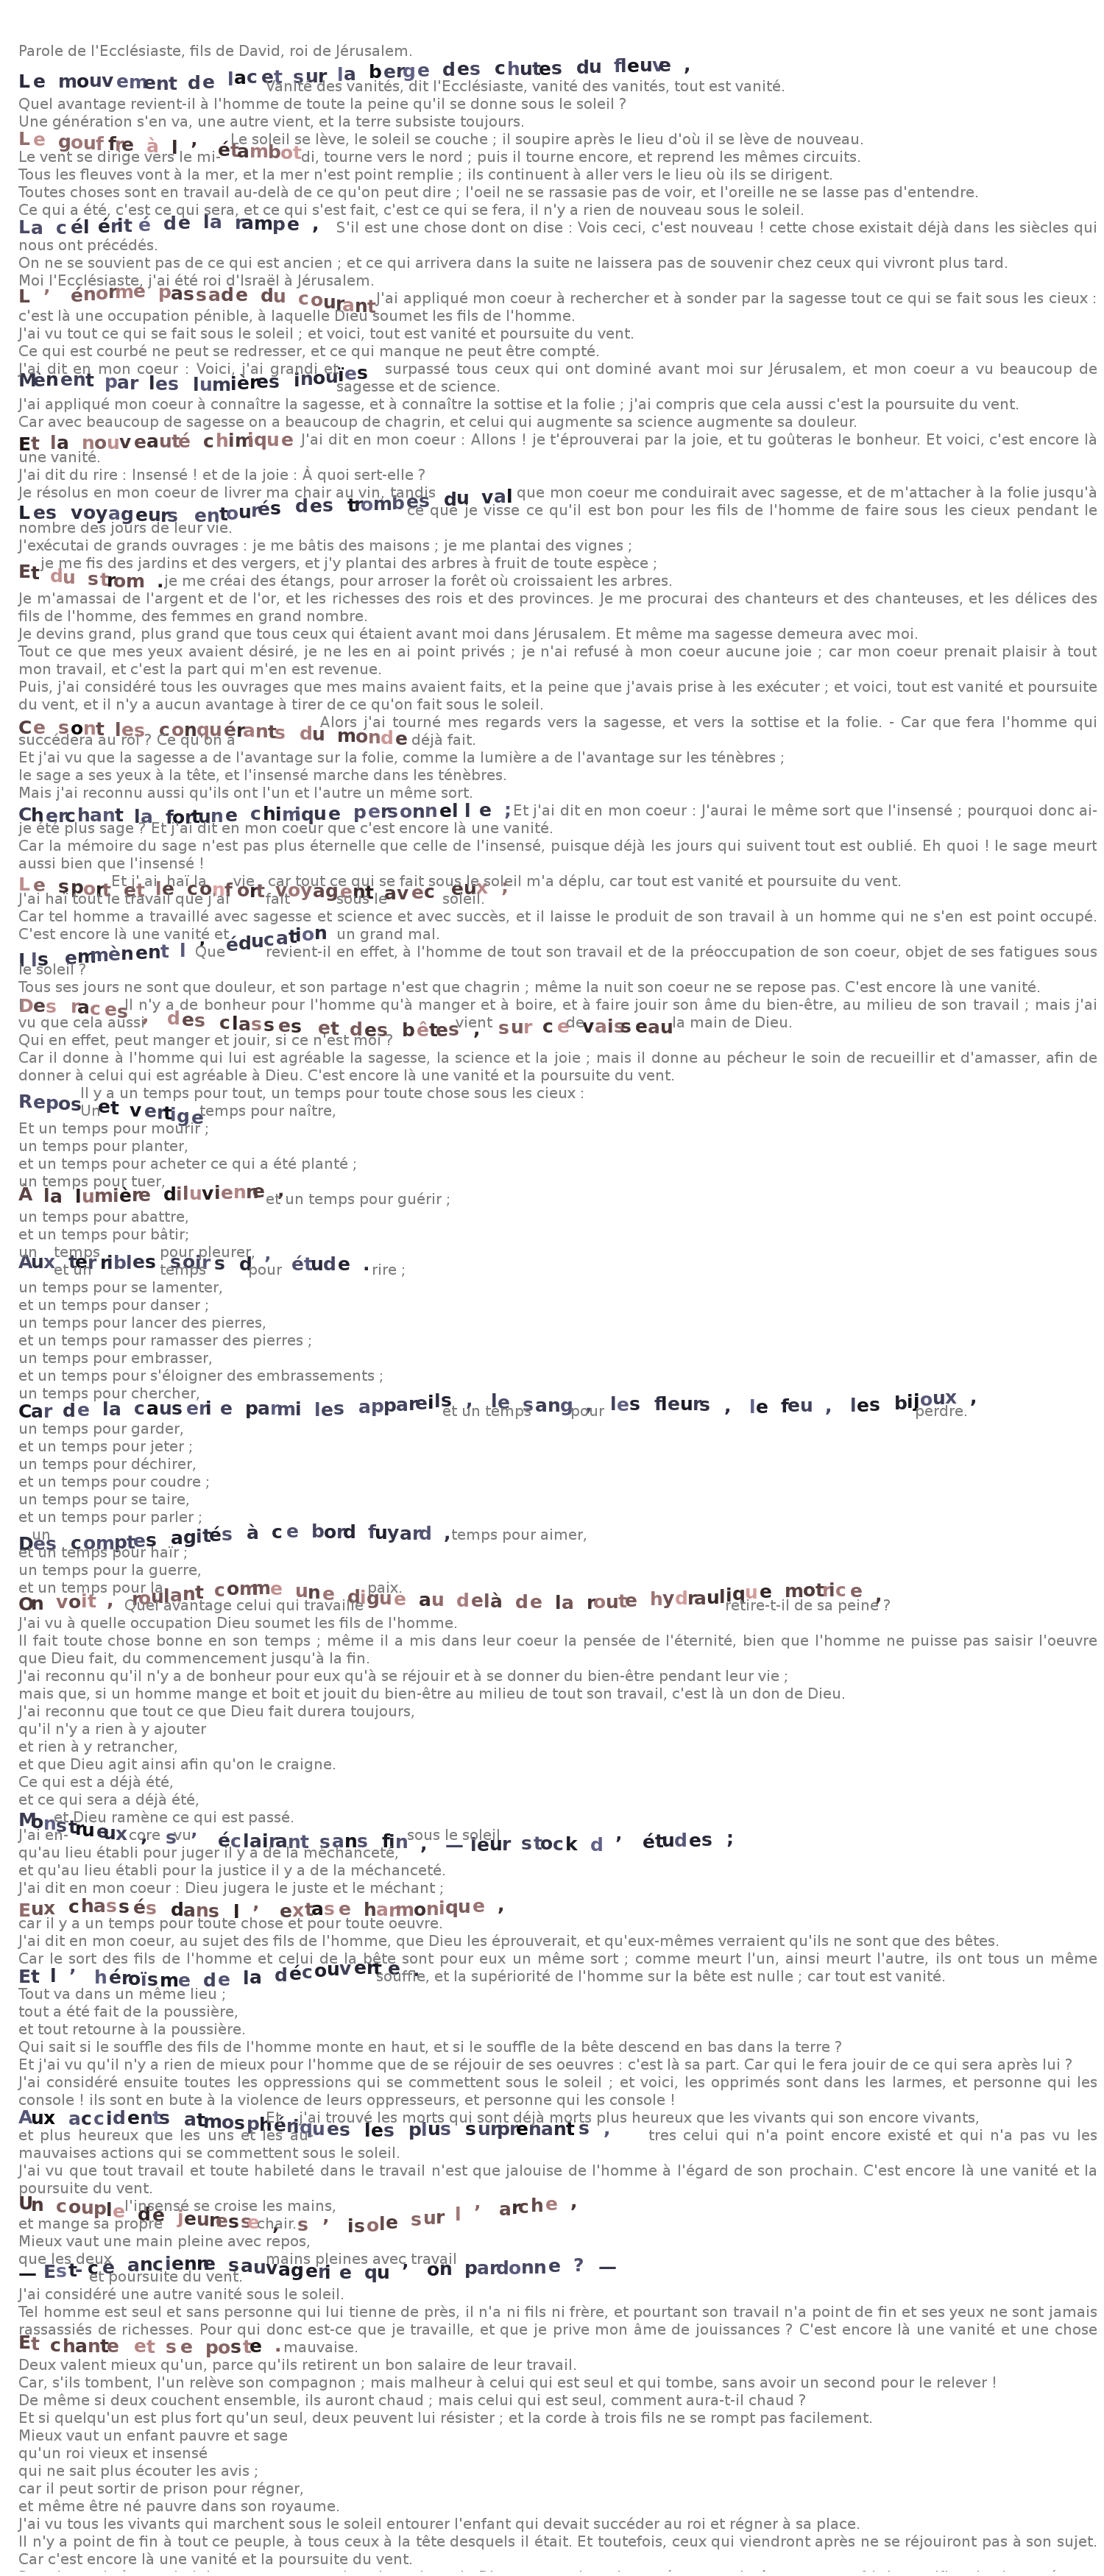 Parole de l'Ecclésiaste, fils de David, roi de Jérusalem.
Le mouvement de lacet sur la berge des chutes du fleuve ,
Vanité des vanités, dit l'Ecclésiaste, vanité des vanités, tout est vanité.
Quel avantage revient-il à l'homme de toute la peine qu'il se donne sous le soleil ?
Une génération s'en va, une autre vient, et la terre subsiste toujours.
Le gouffre à l ’ étambot
Le soleil se lève, le soleil se couche ; il soupire après le lieu d'où il se lève de nouveau.
Le vent se dirige vers le mi- di, tourne vers le nord ; puis il tourne encore, et reprend les mêmes circuits.
Tous les fleuves vont à la mer, et la mer n'est point remplie ; ils continuent à aller vers le lieu où ils se dirigent.
Toutes choses sont en travail au-delà de ce qu'on peut dire ; l'oeil ne se rassasie pas de voir, et l'oreille ne se lasse pas d'entendre.
Ce qui a été, c'est ce qui sera, et ce qui s'est fait, c'est ce qui se fera, il n'y a rien de nouveau sous le soleil.
La célérité de la rampe ,
S'il est une chose dont on dise : Vois ceci, c'est nouveau ! cette chose existait déjà dans les siècles qui
nous ont précédés.
On ne se souvient pas de ce qui est ancien ; et ce qui arrivera dans la suite ne laissera pas de souvenir chez ceux qui vivront plus tard.
Moi l'Ecclésiaste, j'ai été roi d'Israël à Jérusalem.
L ’ énorme passade du courant
J'ai appliqué mon coeur à rechercher et à sonder par la sagesse tout ce qui se fait sous les cieux :
c'est là une occupation pénible, à laquelle Dieu soumet les fils de l'homme.
J'ai vu tout ce qui se fait sous le soleil ; et voici, tout est vanité et poursuite du vent.
Ce qui est courbé ne peut se redresser, et ce qui manque ne peut être compté.
J'ai dit en mon coeur : Voici, j'ai grandi et surpassé tous ceux qui ont dominé avant moi sur Jérusalem, et mon coeur a vu beaucoup de
Mènent par les lumières inouïes
sagesse et de science.
J'ai appliqué mon coeur à connaître la sagesse, et à connaître la sottise et la folie ; j'ai compris que cela aussi c'est la poursuite du vent.
Car avec beaucoup de sagesse on a beaucoup de chagrin, et celui qui augmente sa science augmente sa douleur.
Et la nouveauté chimique
J'ai dit en mon coeur : Allons ! je t'éprouverai par la joie, et tu goûteras le bonheur. Et voici, c'est encore là
une vanité.
J'ai dit du rire : Insensé ! et de la joie : À quoi sert-elle ?
Je résolus en mon coeur de livrer ma chair au vin, tandis que mon coeur me conduirait avec sagesse, et de m'attacher à la folie jusqu'à
Les voyageurs entourés des trombes du val
ce que je visse ce qu'il est bon pour les fils de l'homme de faire sous les cieux pendant le
nombre des jours de leur vie.
J'exécutai de grands ouvrages : je me bâtis des maisons ; je me plantai des vignes ;
je me fis des jardins et des vergers, et j'y plantai des arbres à fruit de toute espèce ;
Et du strom .
je me créai des étangs, pour arroser la forêt où croissaient les arbres.
Je m'amassai de l'argent et de l'or, et les richesses des rois et des provinces. Je me procurai des chanteurs et des chanteuses, et les délices des
fils de l'homme, des femmes en grand nombre.
Je devins grand, plus grand que tous ceux qui étaient avant moi dans Jérusalem. Et même ma sagesse demeura avec moi.
Tout ce que mes yeux avaient désiré, je ne les en ai point privés ; je n'ai refusé à mon coeur aucune joie ; car mon coeur prenait plaisir à tout
mon travail, et c'est la part qui m'en est revenue.
Puis, j'ai considéré tous les ouvrages que mes mains avaient faits, et la peine que j'avais prise à les exécuter ; et voici, tout est vanité et poursuite
du vent, et il n'y a aucun avantage à tirer de ce qu'on fait sous le soleil.
Alors j'ai tourné mes regards vers la sagesse, et vers la sottise et la folie. - Car que fera l'homme qui
Ce sont les conquérants du monde
succédera au roi ? Ce qu'on a déjà fait.
Et j'ai vu que la sagesse a de l'avantage sur la folie, comme la lumière a de l'avantage sur les ténèbres ;
le sage a ses yeux à la tête, et l'insensé marche dans les ténèbres.
Mais j'ai reconnu aussi qu'ils ont l'un et l'autre un même sort.
Cherchant la fortune chimique personnelle ;
Et j'ai dit en mon coeur : J'aurai le même sort que l'insensé ; pourquoi donc ai-
je été plus sage ? Et j'ai dit en mon coeur que c'est encore là une vanité.
Car la mémoire du sage n'est pas plus éternelle que celle de l'insensé, puisque déjà les jours qui suivent tout est oublié. Eh quoi ! le sage meurt
aussi bien que l'insensé !
Et j'ai haï la vie car tout ce qui se fait sous le soleil m'a déplu, car tout est vanité et poursuite du vent.
Le sport et le confort voyagent avec eux ;
J'ai haï tout le travail que j'ai fait sous le soleil.
Car tel homme a travaillé avec sagesse et science et avec succès, et il laisse le produit de son travail à un homme qui ne s'en est point occupé.
C'est encore là une vanité et un grand mal.
Ils emmènent l ’ éducation
Que revient-il en effet, à l'homme de tout son travail et de la préoccupation de son coeur, objet de ses fatigues sous
le soleil ?
Tous ses jours ne sont que douleur, et son partage n'est que chagrin ; même la nuit son coeur ne se repose pas. C'est encore là une vanité.
Il n'y a de bonheur pour l'homme qu'à manger et à boire, et à faire jouir son âme du bien-être, au milieu de son travail ; mais j'ai
Des races , des classes et des bêtes , sur ce vaisseau
vu que cela aussi vient de la main de Dieu.
Qui en effet, peut manger et jouir, si ce n'est moi ?
Car il donne à l'homme qui lui est agréable la sagesse, la science et la joie ; mais il donne au pécheur le soin de recueillir et d'amasser, afin de
donner à celui qui est agréable à Dieu. C'est encore là une vanité et la poursuite du vent.
Il y a un temps pour tout, un temps pour toute chose sous les cieux :
Repos et vertige
Un temps pour naître,
Et un temps pour mourir ;
un temps pour planter,
et un temps pour acheter ce qui a été planté ;
un temps pour tuer,
À la lumière diluvienne ,
et un temps pour guérir ;
un temps pour abattre,
et un temps pour bâtir;
un temps pour pleurer,
Aux terribles soirs d ’ étude .
et un temps pour rire ;
un temps pour se lamenter,
et un temps pour danser ;
un temps pour lancer des pierres,
et un temps pour ramasser des pierres ;
un temps pour embrasser,
et un temps pour s'éloigner des embrassements ;
un temps pour chercher,
Car de la causerie parmi les appareils , le sang , les fleurs , le feu , les bijoux ,
et un temps pour perdre.
un temps pour garder,
et un temps pour jeter ;
un temps pour déchirer,
et un temps pour coudre ;
un temps pour se taire,
et un temps pour parler ;
un temps pour aimer,
Des comptes agités à ce bord fuyard ,
et un temps pour haïr ;
un temps pour la guerre,
et un temps pour la paix.
On voit , roulant comme une digue au delà de la route hydraulique motrice ,
Quel avantage celui qui travaille retire-t-il de sa peine ?
J'ai vu à quelle occupation Dieu soumet les fils de l'homme.
Il fait toute chose bonne en son temps ; même il a mis dans leur coeur la pensée de l'éternité, bien que l'homme ne puisse pas saisir l'oeuvre
que Dieu fait, du commencement jusqu'à la fin.
J'ai reconnu qu'il n'y a de bonheur pour eux qu'à se réjouir et à se donner du bien-être pendant leur vie ;
mais que, si un homme mange et boit et jouit du bien-être au milieu de tout son travail, c'est là un don de Dieu.
J'ai reconnu que tout ce que Dieu fait durera toujours,
qu'il n'y a rien à y ajouter
et rien à y retrancher,
et que Dieu agit ainsi afin qu'on le craigne.
Ce qui est a déjà été,
et ce qui sera a déjà été,
et Dieu ramène ce qui est passé.
Monstrueux , s ’ éclairant sans fin , — leur stock d ’ études ;
J'ai en- core vu sous le soleil
qu'au lieu établi pour juger il y a de la méchanceté,
et qu'au lieu établi pour la justice il y a de la méchanceté.
J'ai dit en mon coeur : Dieu jugera le juste et le méchant ;
Eux chassés dans l ’ extase harmonique ,
car il y a un temps pour toute chose et pour toute oeuvre.
J'ai dit en mon coeur, au sujet des fils de l'homme, que Dieu les éprouverait, et qu'eux-mêmes verraient qu'ils ne sont que des bêtes.
Car le sort des fils de l'homme et celui de la bête sont pour eux un même sort ; comme meurt l'un, ainsi meurt l'autre, ils ont tous un même
Et l ’ héroïsme de la découverte .
souffle, et la supériorité de l'homme sur la bête est nulle ; car tout est vanité.
Tout va dans un même lieu ;
tout a été fait de la poussière,
et tout retourne à la poussière.
Qui sait si le souffle des fils de l'homme monte en haut, et si le souffle de la bête descend en bas dans la terre ?
Et j'ai vu qu'il n'y a rien de mieux pour l'homme que de se réjouir de ses oeuvres : c'est là sa part. Car qui le fera jouir de ce qui sera après lui ?
J'ai considéré ensuite toutes les oppressions qui se commettent sous le soleil ; et voici, les opprimés sont dans les larmes, et personne qui les
console ! ils sont en bute à la violence de leurs oppresseurs, et personne qui les console !
Aux accidents atmosphériques les plus surprenants ,
Et j'ai trouvé les morts qui sont déjà morts plus heureux que les vivants qui son encore vivants,
et plus heureux que les uns et les au- tres celui qui n'a point encore existé et qui n'a pas vu les
mauvaises actions qui se commettent sous le soleil.
J'ai vu que tout travail et toute habileté dans le travail n'est que jalouise de l'homme à l'égard de son prochain. C'est encore là une vanité et la
poursuite du vent.
Un couple de jeunesse , s ’ isole sur l ’ arche ,
l'insensé se croise les mains,
et mange sa propre chair.
Mieux vaut une main pleine avec repos,
que les deux mains pleines avec travail
— Est-ce ancienne sauvagerie qu ’ on pardonne ? —
et poursuite du vent.
J'ai considéré une autre vanité sous le soleil.
Tel homme est seul et sans personne qui lui tienne de près, il n'a ni fils ni frère, et pourtant son travail n'a point de fin et ses yeux ne sont jamais
rassassiés de richesses. Pour qui donc est-ce que je travaille, et que je prive mon âme de jouissances ? C'est encore là une vanité et une chose
Et chante et se poste .
mauvaise.
Deux valent mieux qu'un, parce qu'ils retirent un bon salaire de leur travail.
Car, s'ils tombent, l'un relève son compagnon ; mais malheur à celui qui est seul et qui tombe, sans avoir un second pour le relever !
De même si deux couchent ensemble, ils auront chaud ; mais celui qui est seul, comment aura-t-il chaud ?
Et si quelqu'un est plus fort qu'un seul, deux peuvent lui résister ; et la corde à trois fils ne se rompt pas facilement.
Mieux vaut un enfant pauvre et sage
qu'un roi vieux et insensé
qui ne sait plus écouter les avis ;
car il peut sortir de prison pour régner,
et même être né pauvre dans son royaume.
J'ai vu tous les vivants qui marchent sous le soleil entourer l'enfant qui devait succéder au roi et régner à sa place.
Il n'y a point de fin à tout ce peuple, à tous ceux à la tête desquels il était. Et toutefois, ceux qui viendront après ne se réjouiront pas à son sujet.
Car c'est encore là une vanité et la poursuite du vent.